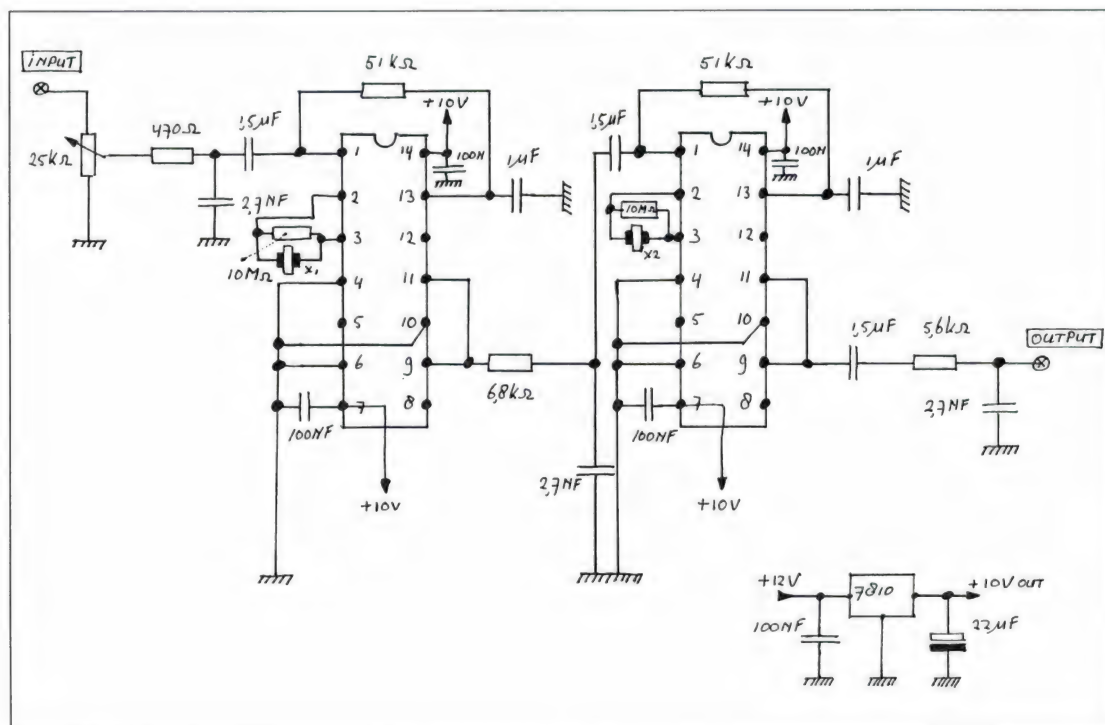 INPUT
25KΩ
470Ω
2,7NF
1,5µF
51KΩ
+10V
100N
1µF
1
2
3
4
5
6
7
14
13
12
11
10
9
8
10MΩ
X1
100NF
+10V
6,8KΩ
2,7NF
1,5µF
51KΩ
+10V
100N
1µF
1
2
3
4
5
6
7
14
13
12
11
10
9
8
10MΩ
X2
100NF
+10V
1,5µF
5,6KΩ
OUTPUT
2,7NF
+12V
7810
+10V OUT
100NF
22µF